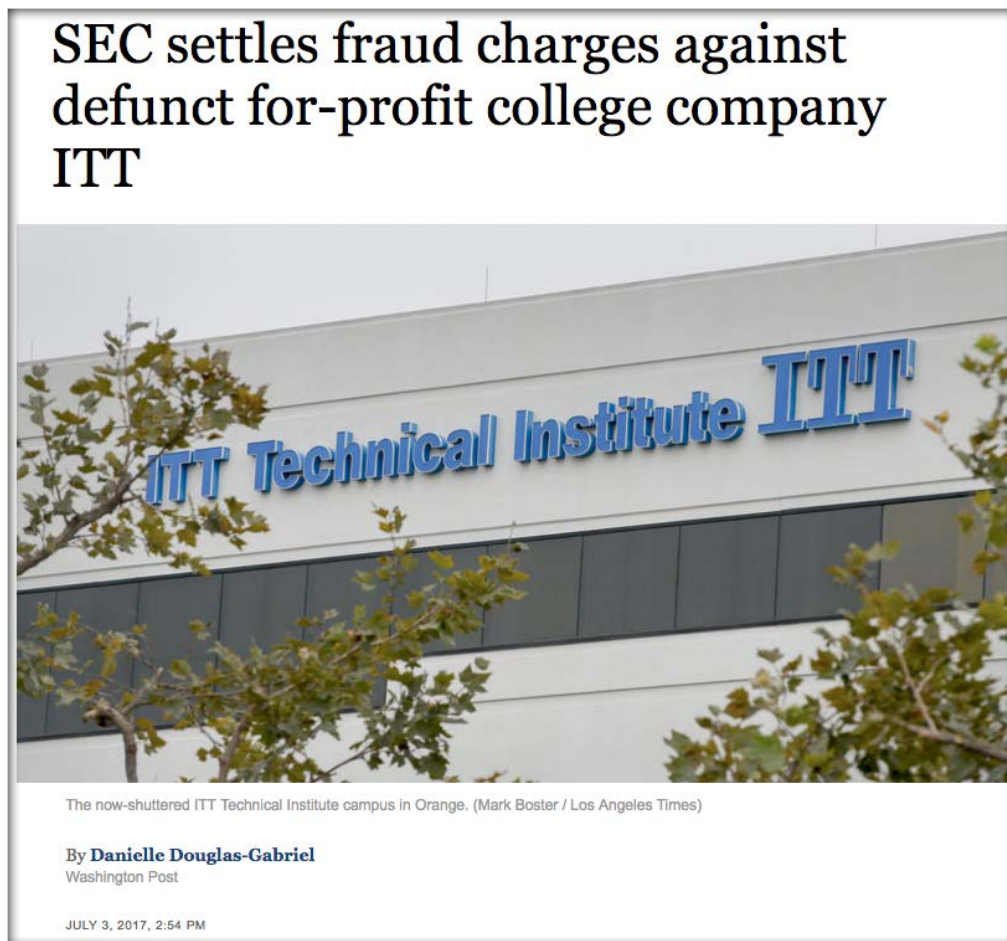 SEC settles fraud charges against
defunct for-profit college company
ITT
ITT Technical Institute ITT
The now-shuttered ITT Technical Institute campus in Orange. (Mark Boster / Los Angeles Times)
By Danielle Douglas-Gabriel
Washington Post
JULY 3, 2017, 2:54 PM